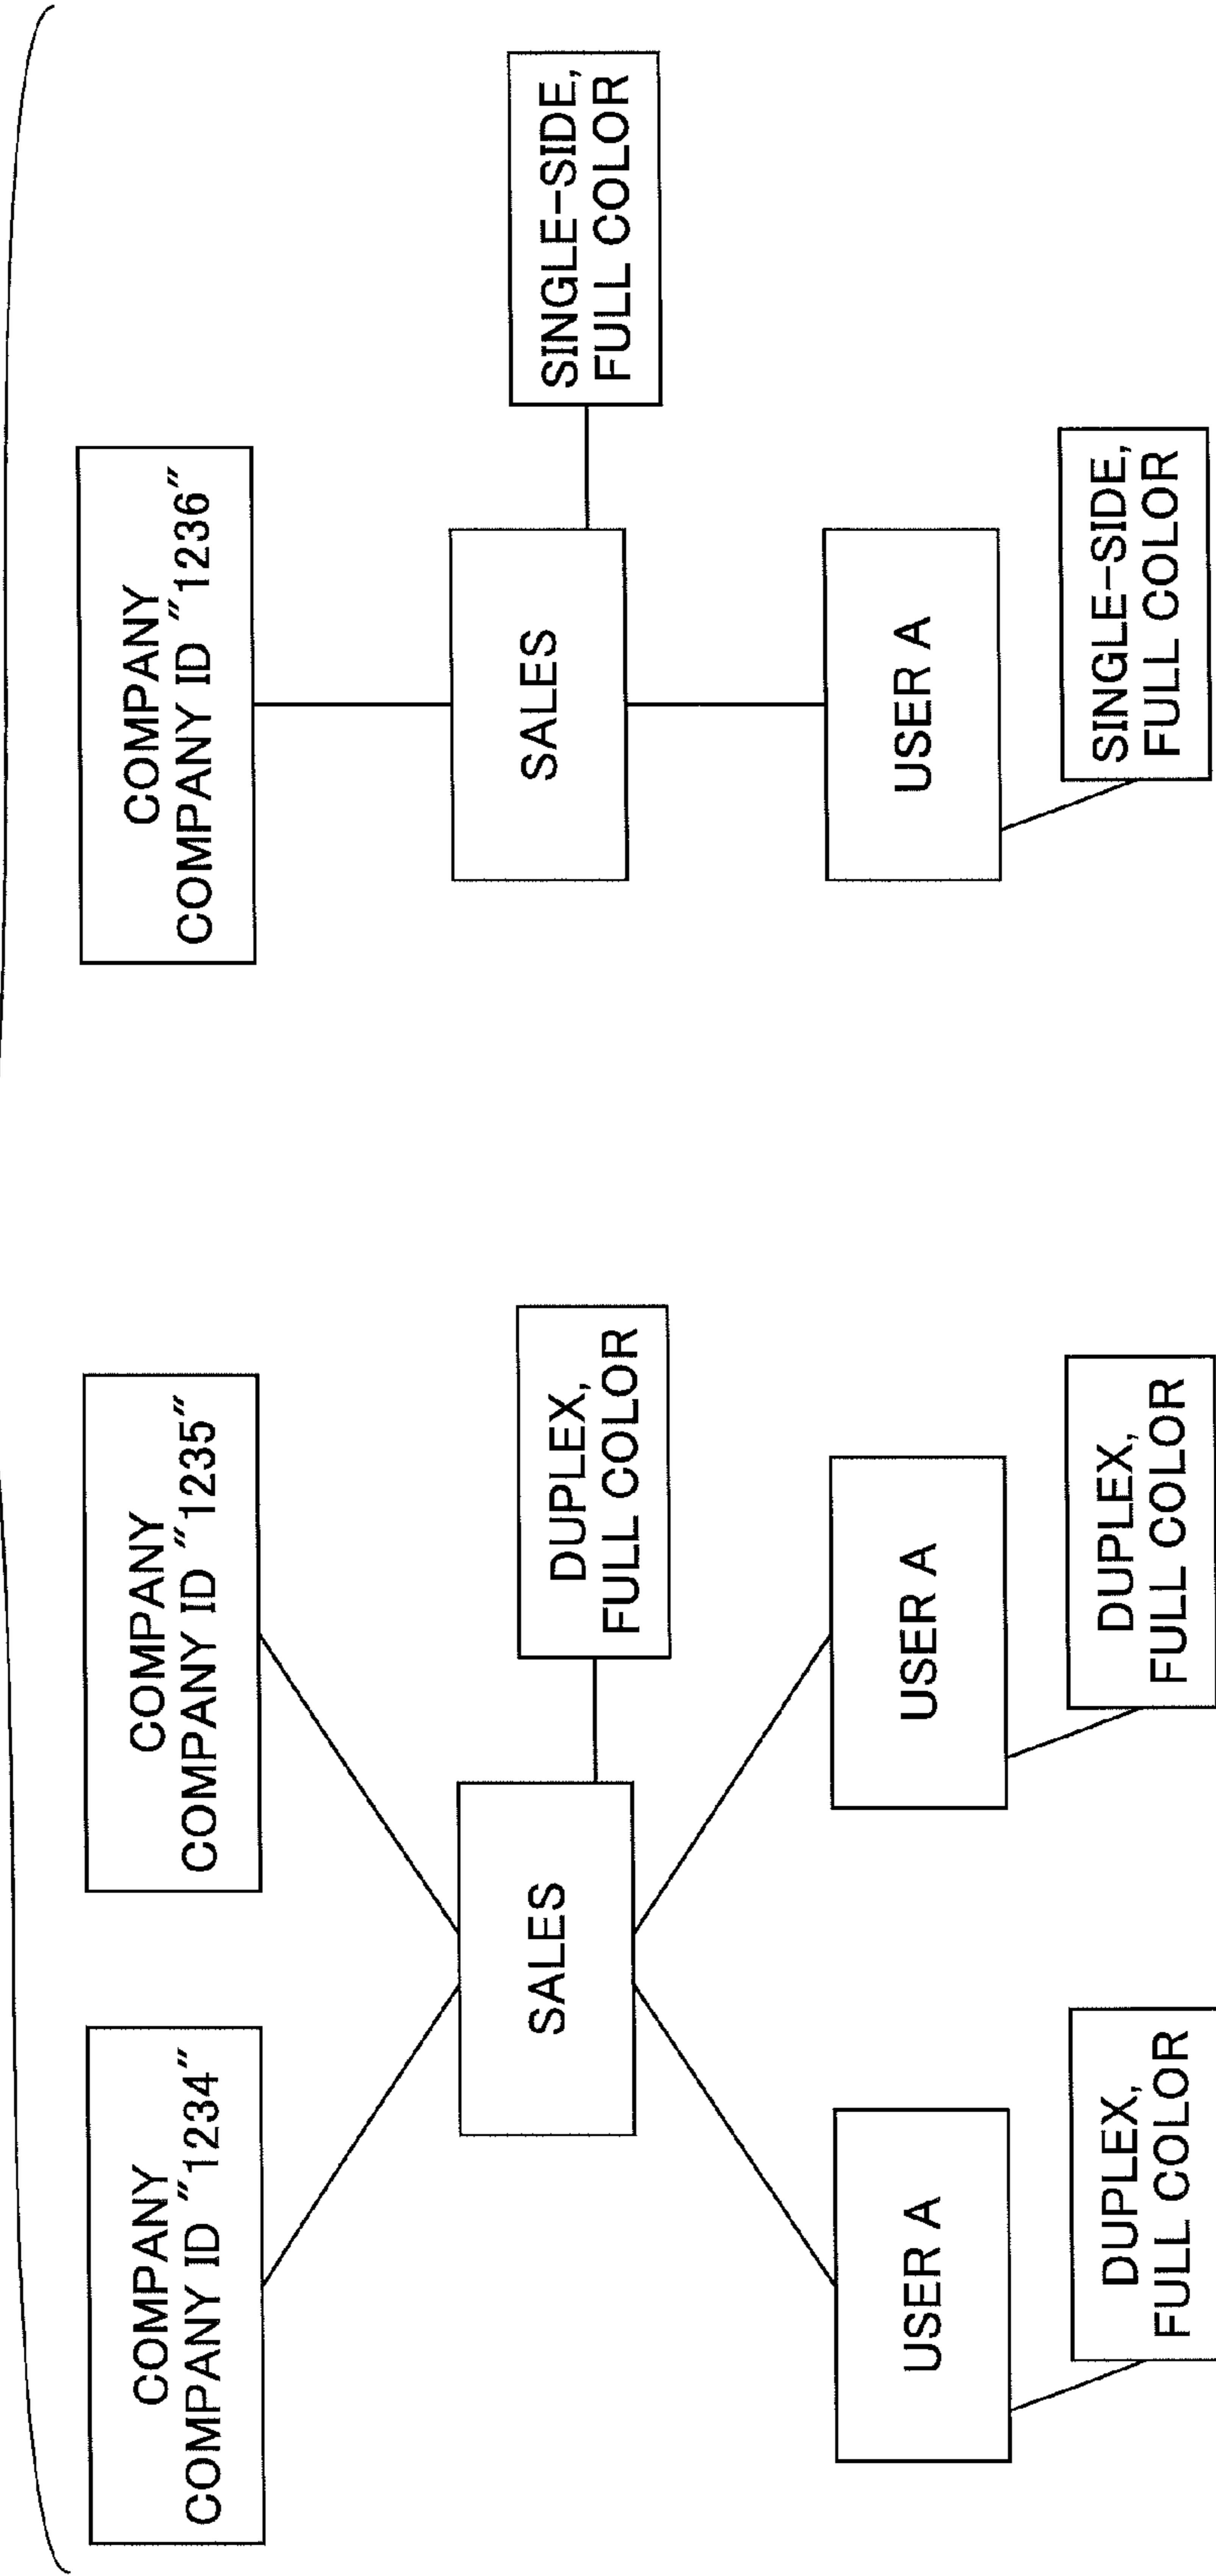 COMPANY
COMPANY ID "1234"
COMPANY
COMPANY ID "1235"
COMPANY
COMPANY ID "1236"
SALES
DUPLEX,
FULL COLOR
SALES
SINGLE-SIDE,
FULL COLOR
USER A
USER A
USER A
DUPLEX,
FULL COLOR
DUPLEX,
FULL COLOR
SINGLE-SIDE,
FULL COLOR